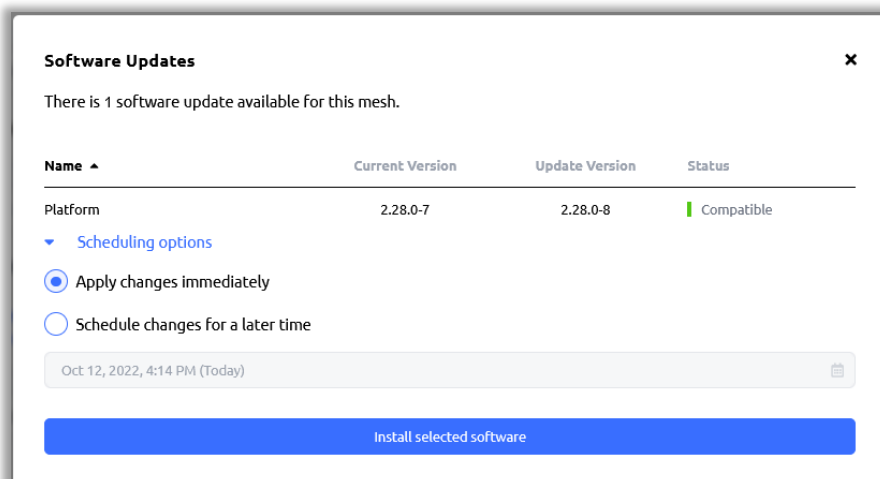 Software Updates
There is 1 software update available for this mesh.
Name Current Version Update Version Status
Platform 2.28.0-7 2.28.0-8 Compatible
Scheduling options
Apply changes immediately
Schedule changes for a later time
Oct 12, 2022, 4:14 PM (Today)
Install selected software